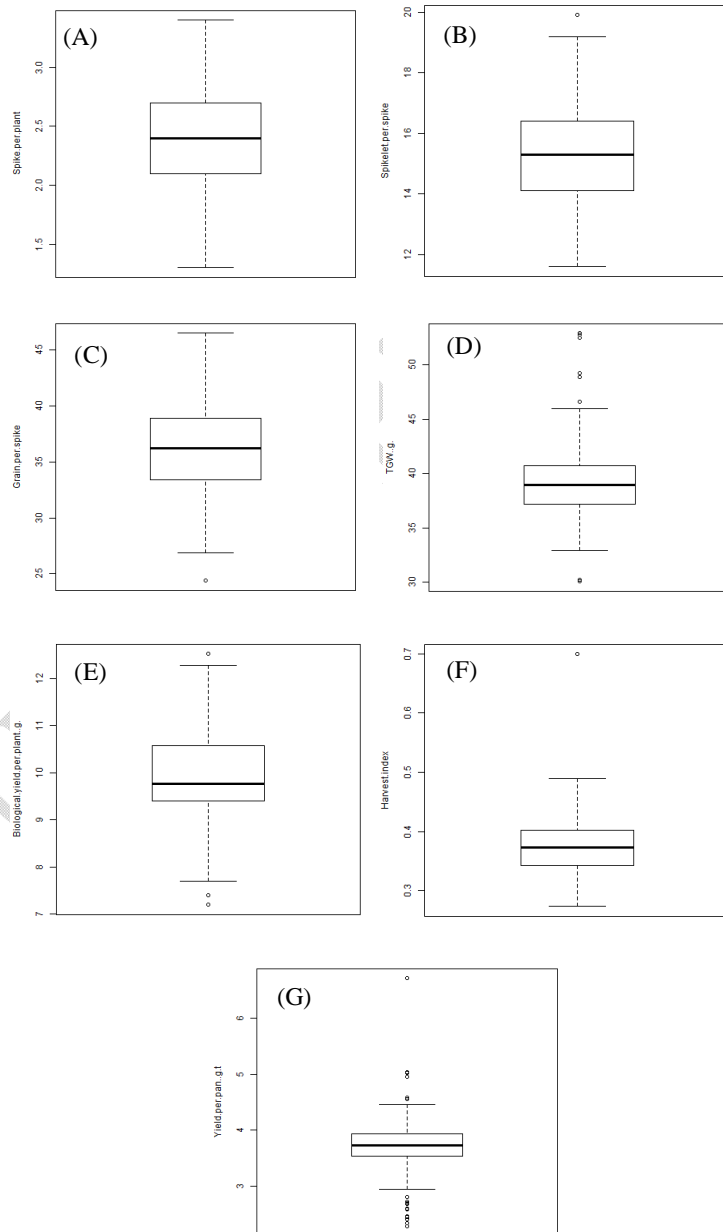 (A)
Spike.per.plant
3.0
2.5
2.0
1.5
(B)
Spikelet.per.spike
20
18
16
14
12
(C)
Grain.per.spike
45
40
35
30
25
(D)
TGW..g.
50
45
40
35
30
(E)
Biological.yield.per.plant..g.
12
11
10
9
8
7
(F)
Harvest.index
0.7
0.6
0.5
0.4
0.3
(G)
Yield.per.pan..g.t
6
5
4
3